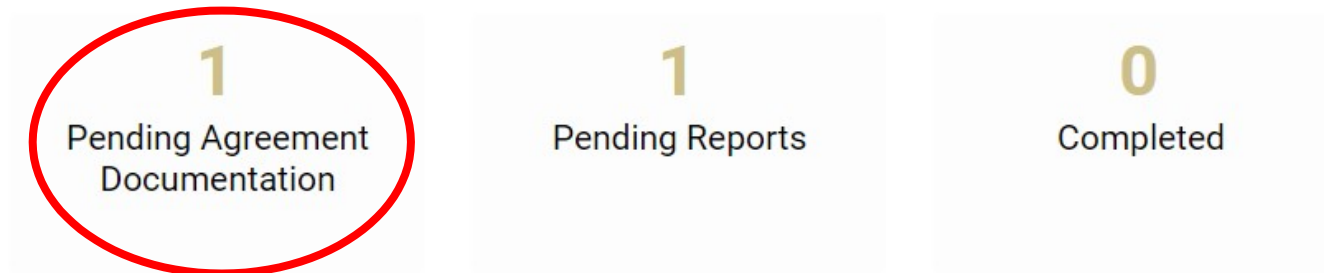 1
Pending Agreement
Documentation
1
Pending Reports
0
Completed